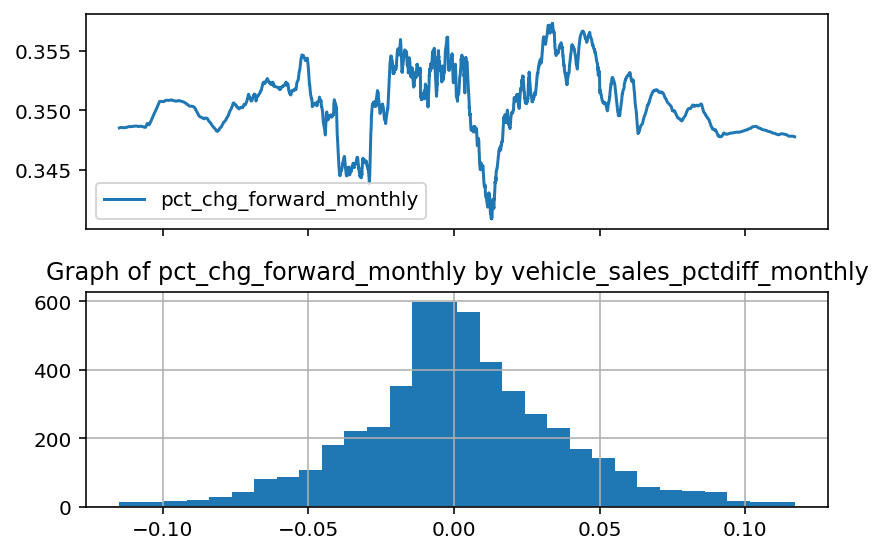 0.355
0.350
0.345
pct_chg_forward_monthly
Graph of pct_chg_forward_monthly by vehicle_sales_pctdiff_monthly
600
400
200
0
−0.10 −0.05 0.00 0.05 0.10